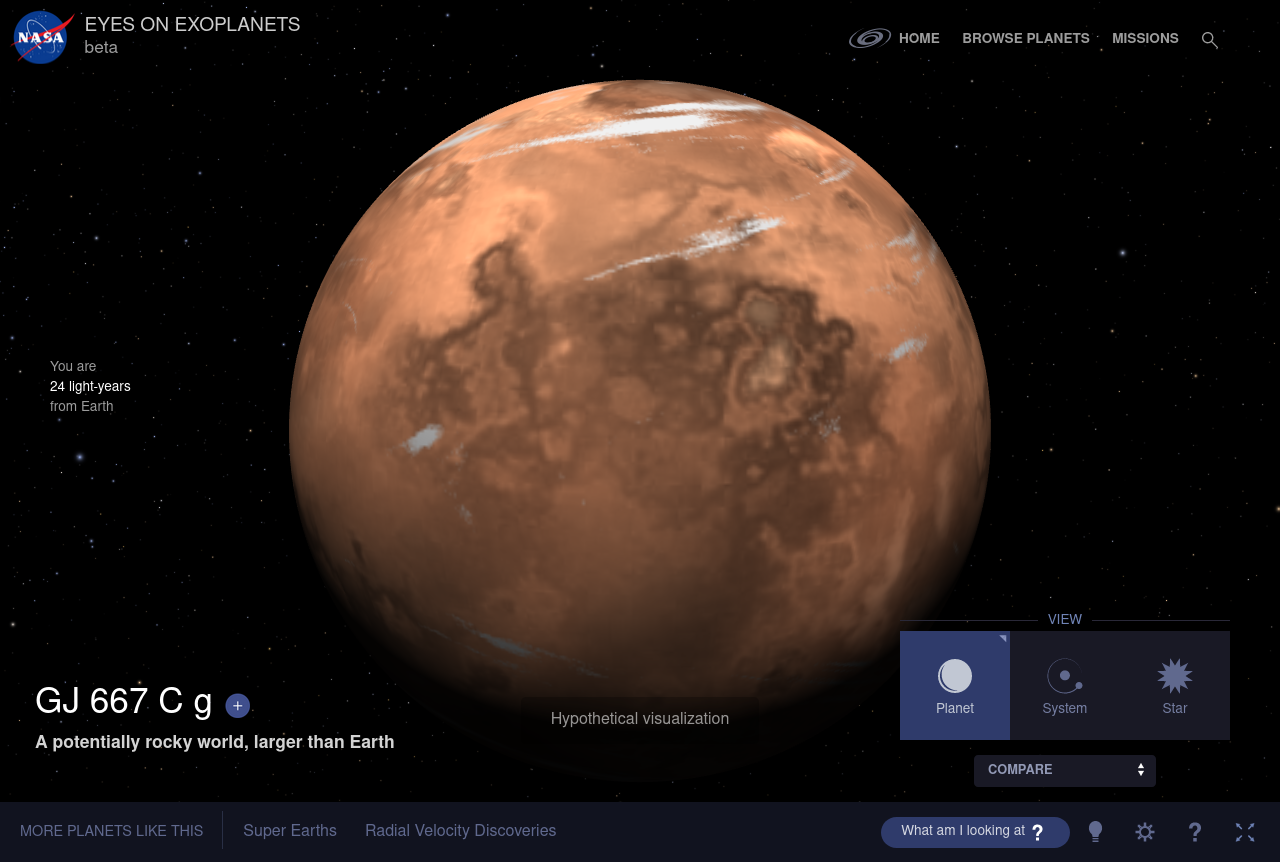 NASA
EYES ON EXOPLANETS
beta
HOME
BROWSE PLANETS
MISSIONS
You are
24 light-years
from Earth
VIEW
Planet
System
Star
GJ 667 C g +
A potentially rocky world, larger than Earth
Hypothetical visualization
COMPARE
MORE PLANETS LIKE THIS
Super Earths
Radial Velocity Discoveries
What am I looking at ?
?